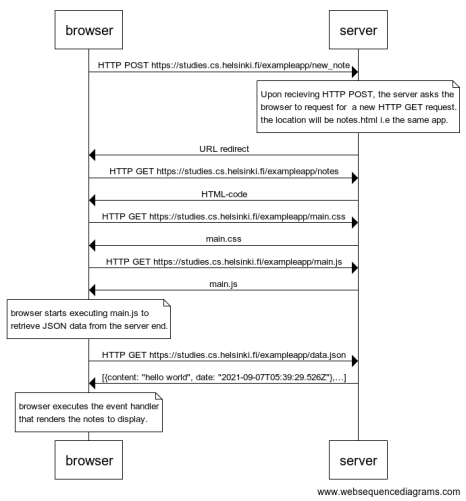 browser server
HTTP POST https://studies.cs.helsinki.fi/exampleapp/new_note
Upon recieving HTTP POST, the server asks the
browser to request for a new HTTP GET request.
the location will be notes.html i.e the same app.
URL redirect
HTTP GET https://studies.cs.helsinki.fi/exampleapp/notes
HTML-code
HTTP GET https://studies.cs.helsinki.fi/exampleapp/main.css
main.css
HTTP GET https://studies.cs.helsinki.fi/exampleapp/main.js
main.js
browser starts executing main.js to
retrieve JSON data from the server end.
HTTP GET https://studies.cs.helsinki.fi/exampleapp/data.json
[{content: "hello world", date: "2021-09-07T05:39:29.526Z"},...]
browser executes the event handler
that renders the notes to display.
browser server
www.websequencediagrams.com